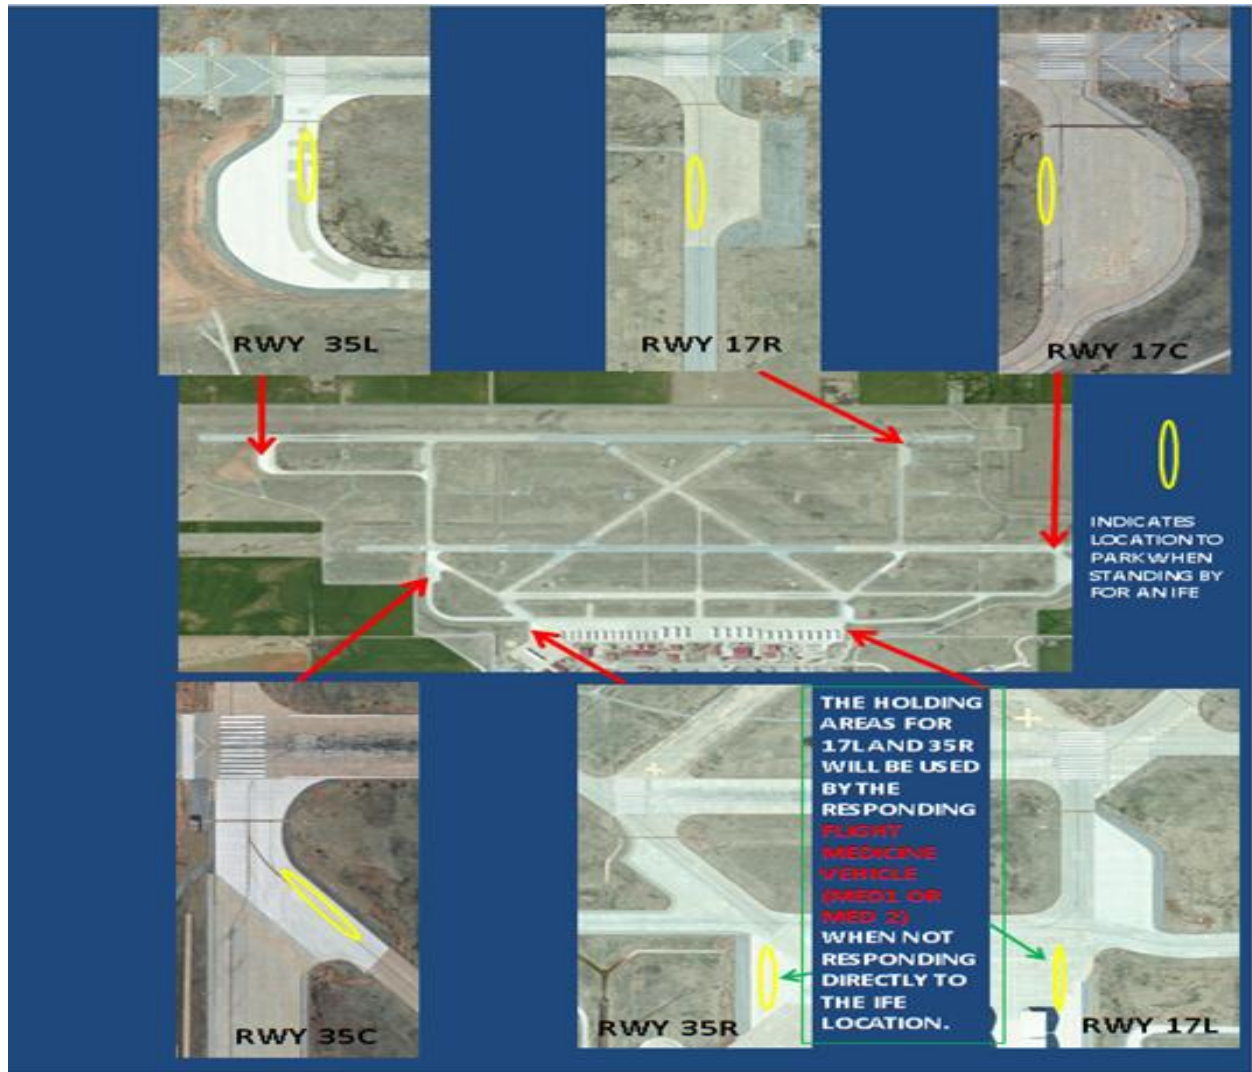 RWY 35L
RWY 17R
RWY 17C
INDICATES
LOCATION TO
PARK WHEN
STANDING BY
FOR AN IFE
RWY 35C
RWY 35R
THE HOLDING
AREAS FOR
17L AND 35R
WILL BE USED
BY THE
RESPONDING
FLIGHT
MEDICINE
VEHICLE
(MED1 OR
MED 2)
WHEN NOT
RESPONDING
DIRECTLY TO
THE IFE
LOCATION.
RWY 17L